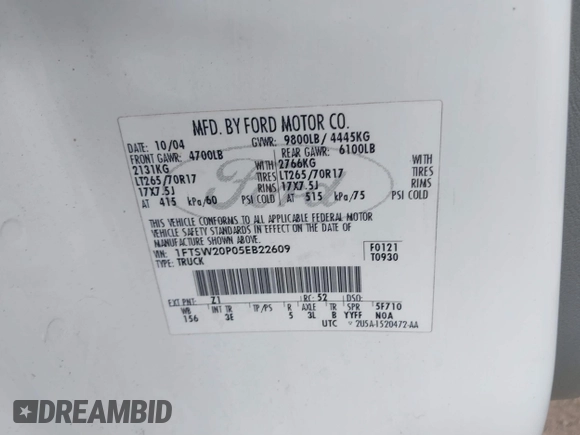 MFD. BY FORD MOTOR CO.
DATE: 10/04 GVWR: 9800LB/ 4445KG
FRONT GAWR: 4700LB REAR GAWR: 6100LB
2131KG WITH 2766KG WITH
LT265/70R17 TIRES LT265/70R17 TIRES
17X7.5J RIMS 17X7.5J RIMS
AT 415 kPa/60 PSI COLD AT 515 kPa/75 PSI COLD
THIS VEHICLE CONFORMS TO ALL APPLICABLE FEDERAL MOTOR
VEHICLE SAFETY STANDARDS IN EFFECT ON THE DATE OF
MANUFACTURE SHOWN ABOVE.
VIN: 1FTSW20P05EB22609 F0121
TYPE: TRUCK T0930
EXT PNT: Z1 RC: 52 DSO:
WB INT TR TP/PS R AXLE TR SPR 5F710
156 3E 5 3L B YYFF NOA
UTC 2U5A-1520472-AA
Ford
DREAMBID